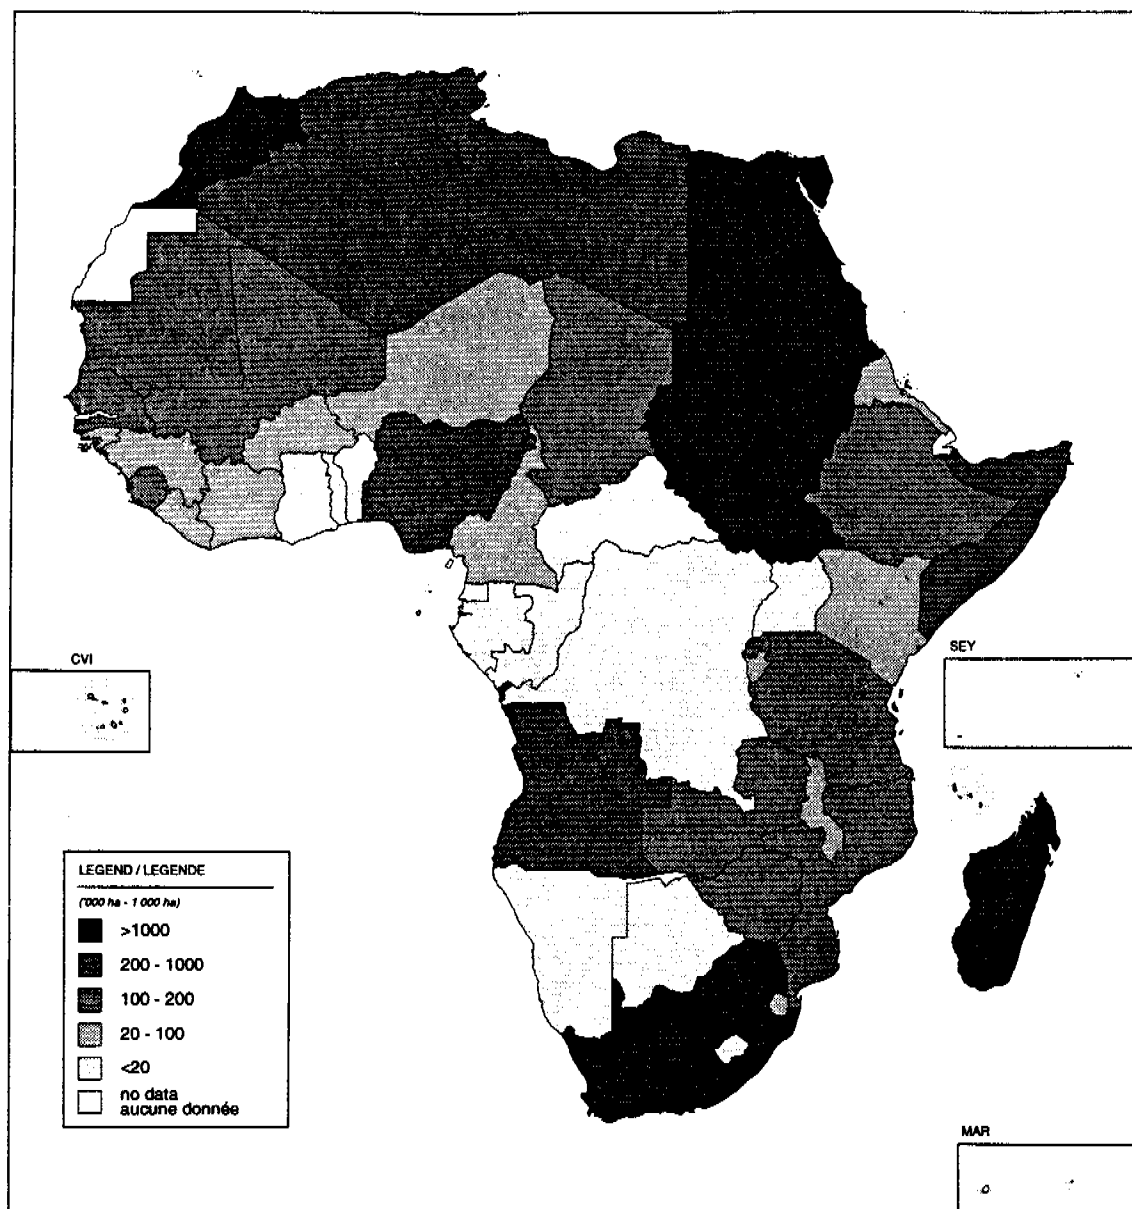 CVI
SEY
LEGEND / LEGENDE
('000 ha - 1 000 ha)
>1000
200 - 1000
100 - 200
20 - 100
<20
no data
aucune donnée
MAR